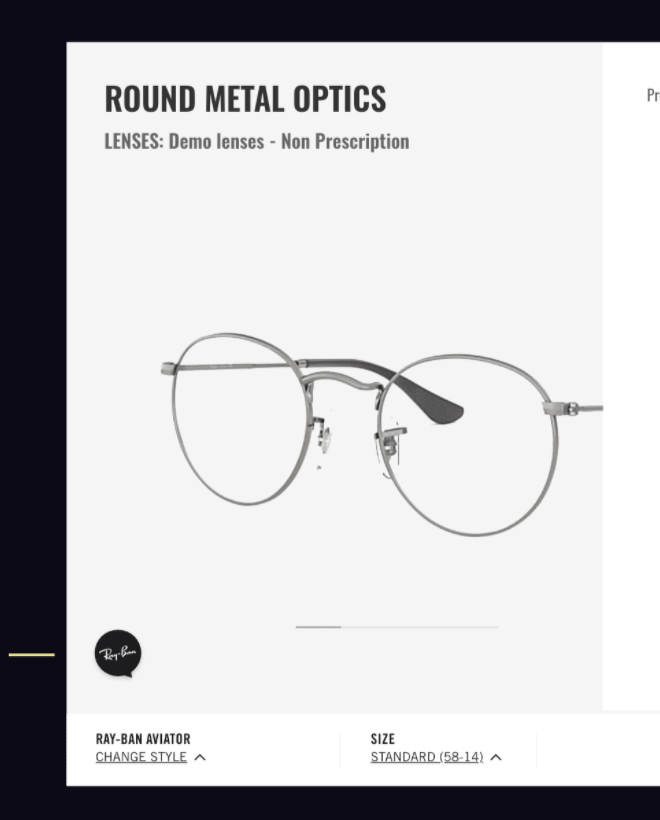 ROUND METAL OPTICS
LENSES: Demo lenses - Non Prescription
Ray-Ban
RAY-BAN AVIATOR
CHANGE STYLE
SIZE
STANDARD (58-14)